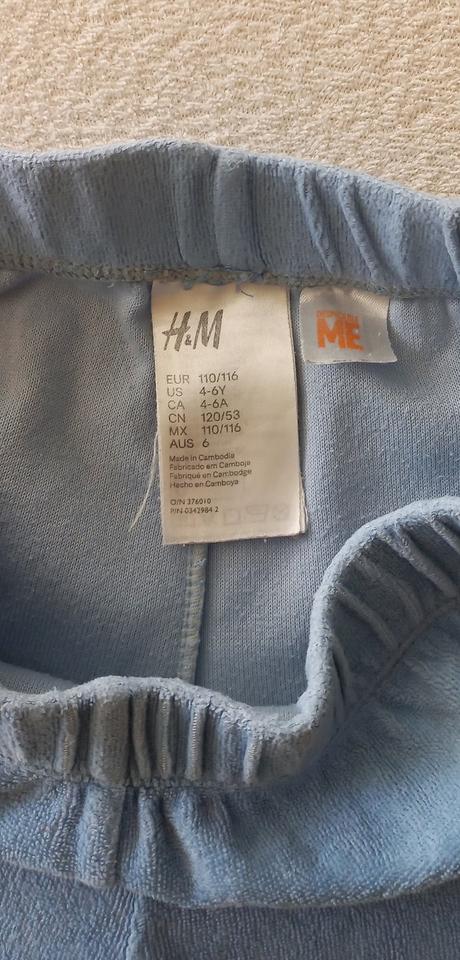 H&M
DESPICABLE
ME
EUR 110/116
US 4-6Y
CA 4-6A
CN 120/53
MX 110/116
AUS 6
Made in Cambodia
Fabricado em Camboja
Fabriqué en Cambodge
Hecho en Camboya
O/N 376010
P/N 0342984 2